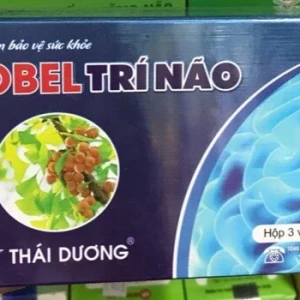 bảo vệ sức khỏe
OBEL TRÍ NÃO
THÁI DƯƠNG®
Hộp 3 v